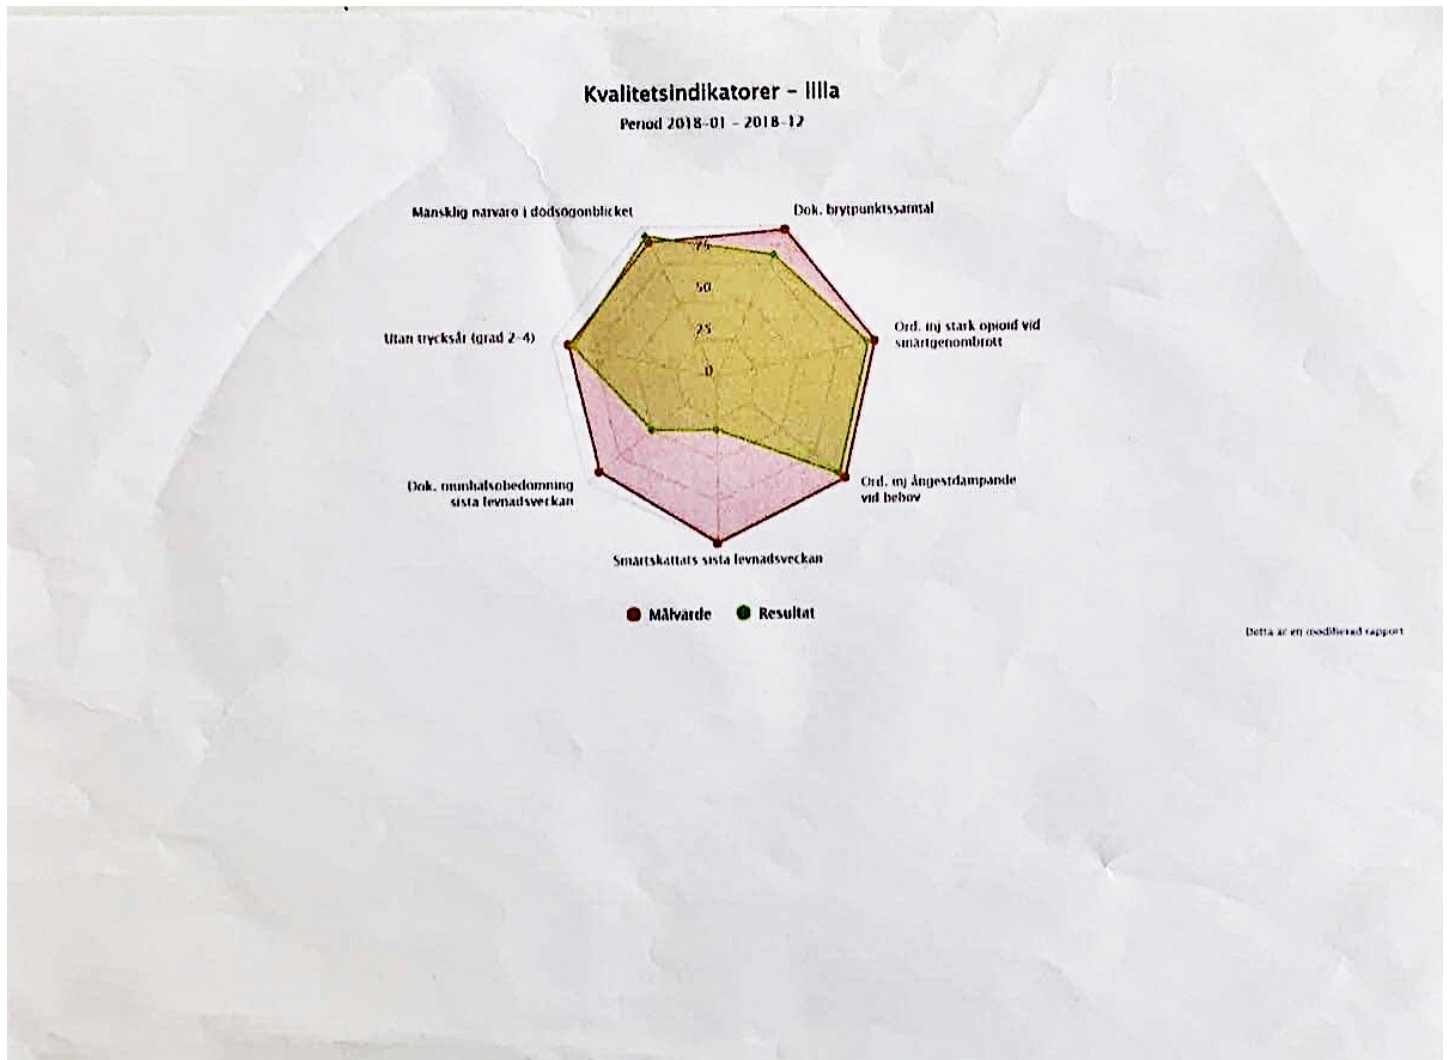 Kvalitetsindikatorer - lilla
Period 2018-01 - 2018-12
Mänsklig närvaro i dödsögonblicket
Dok. brytpunktssamtal
75
50
25
0
Ord. inj stark opioid vid
smärtgenombrott
Utan trycksår (grad 2-4)
Dok. munhälsobedömning
sista levnadsveckan
Ord. inj ångestdämpande
vid behov
Smärtskattats sista levnadsveckan
Målvärde Resultat
Detta är en modifierad rapport